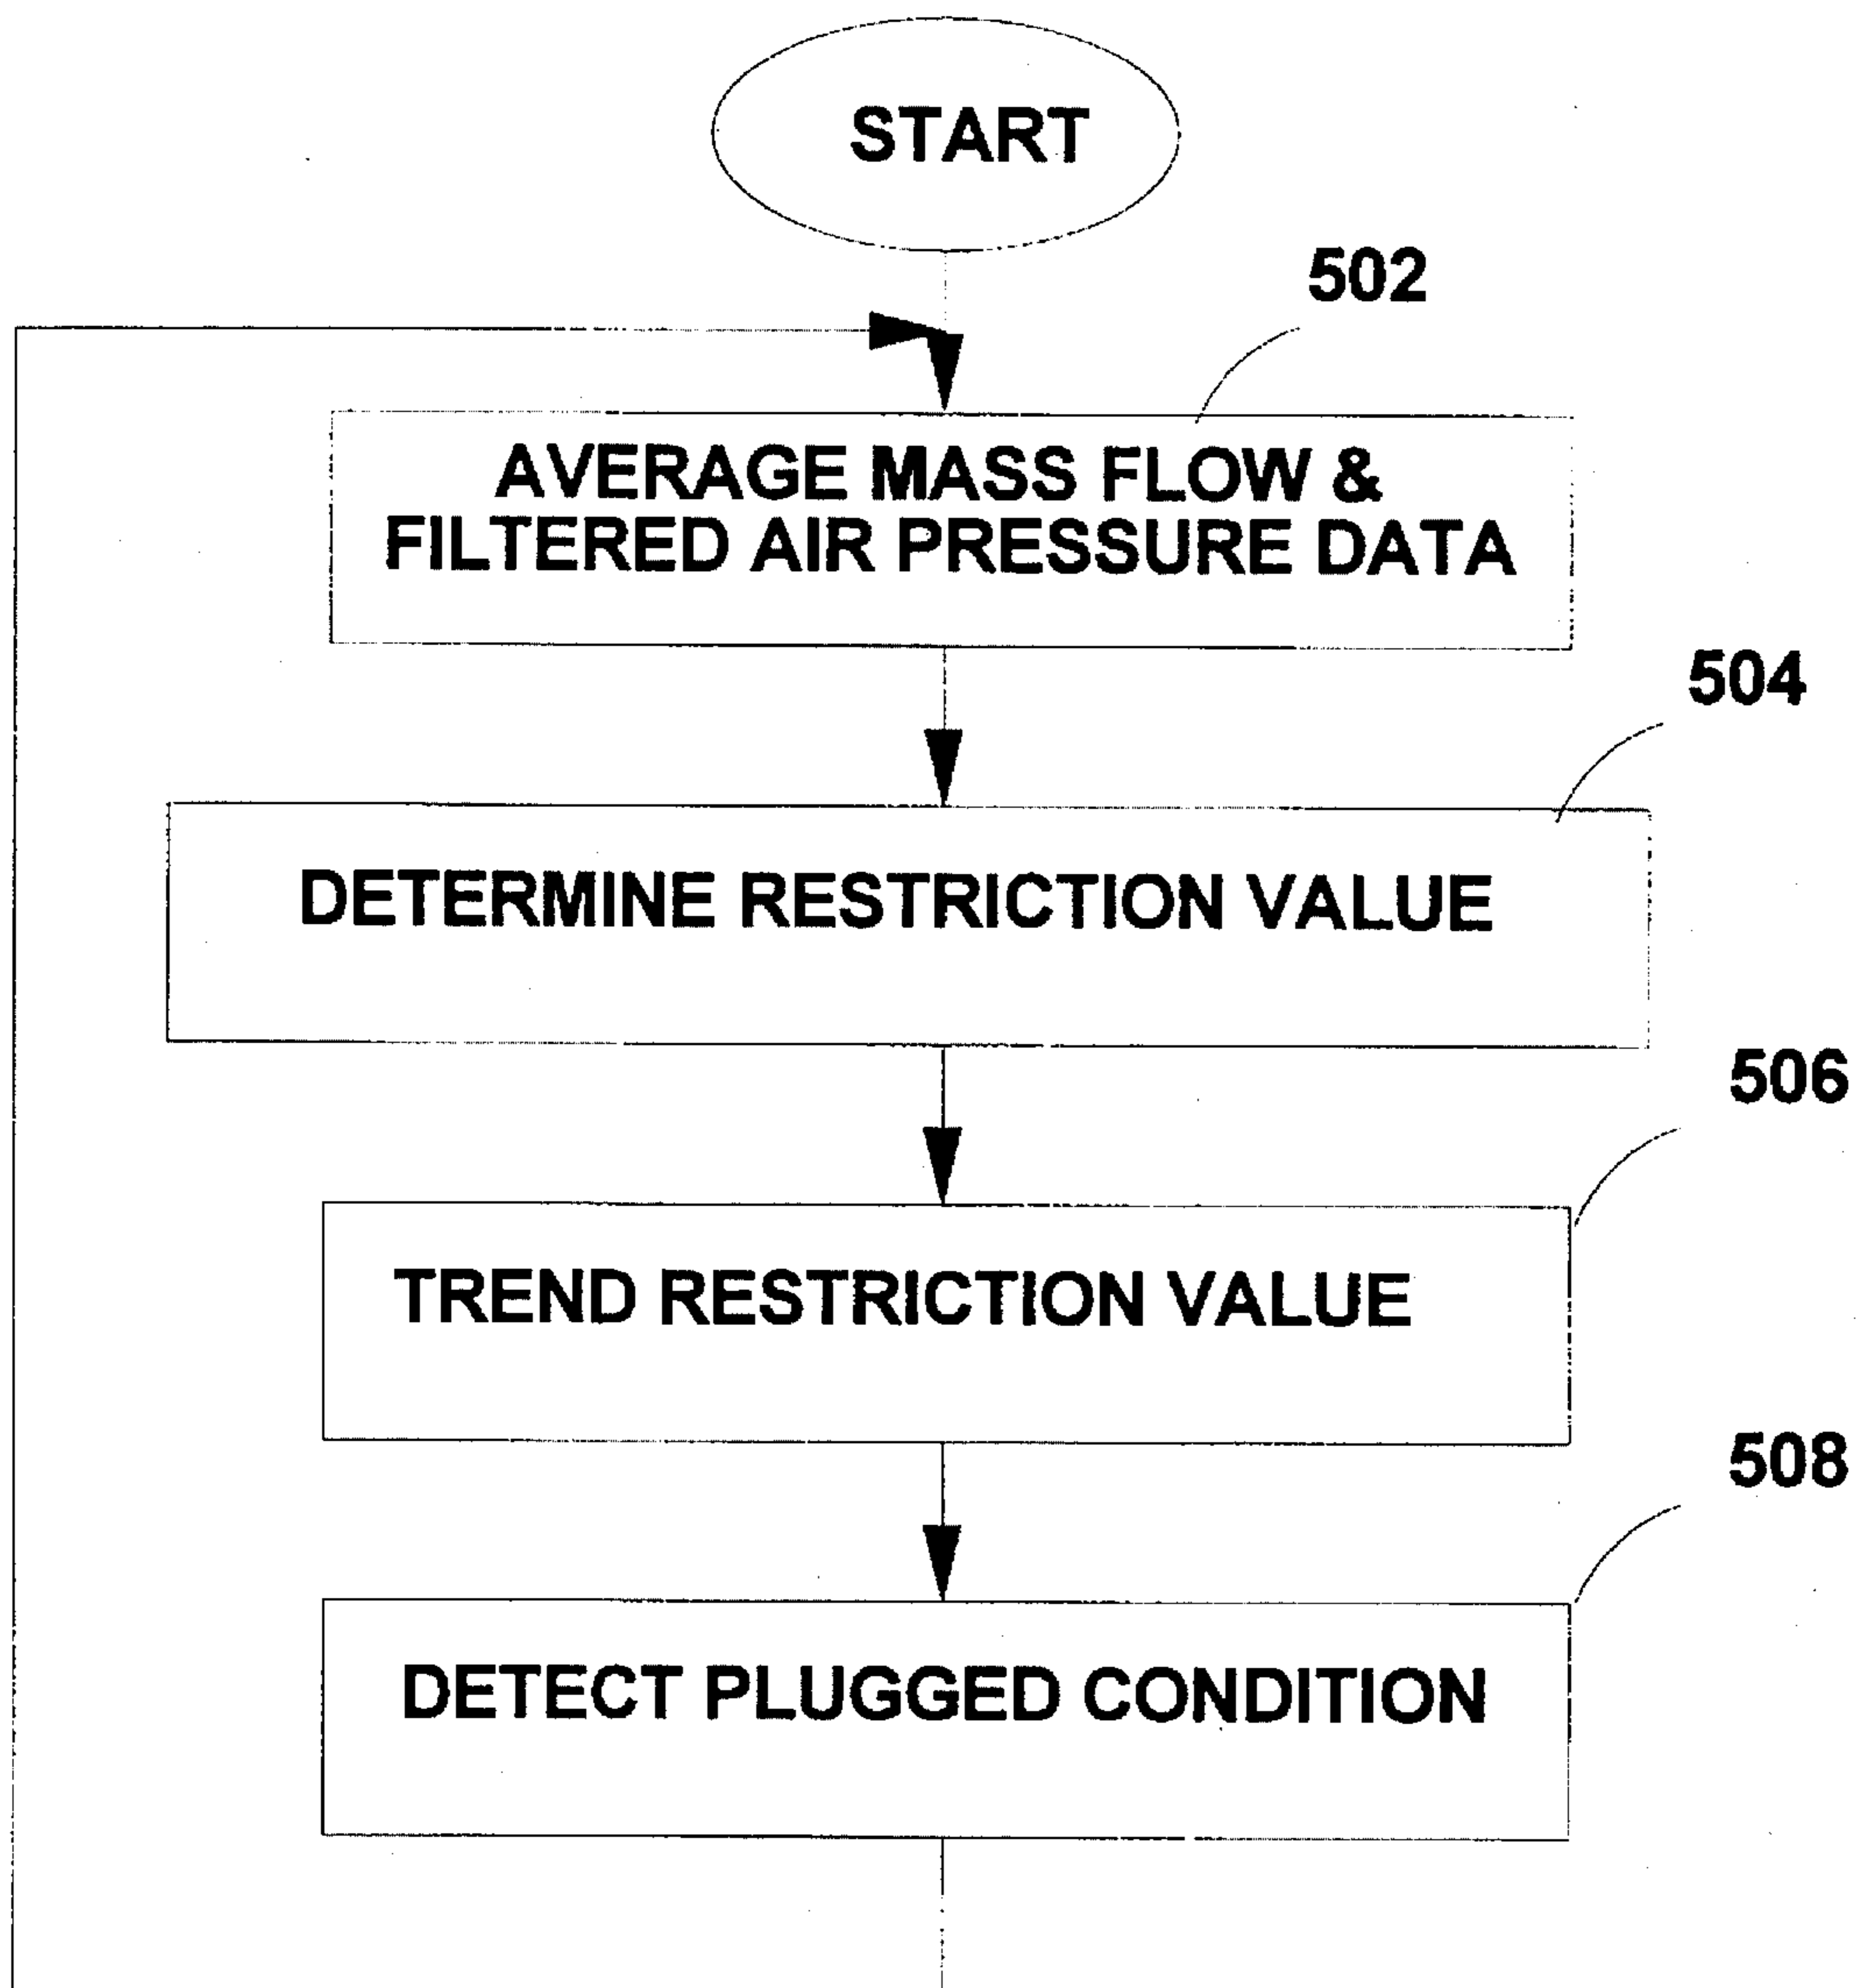 START
502
AVERAGE MASS FLOW &
FILTERED AIR PRESSURE DATA
504
DETERMINE RESTRICTION VALUE
506
TREND RESTRICTION VALUE
508
DETECT PLUGGED CONDITION